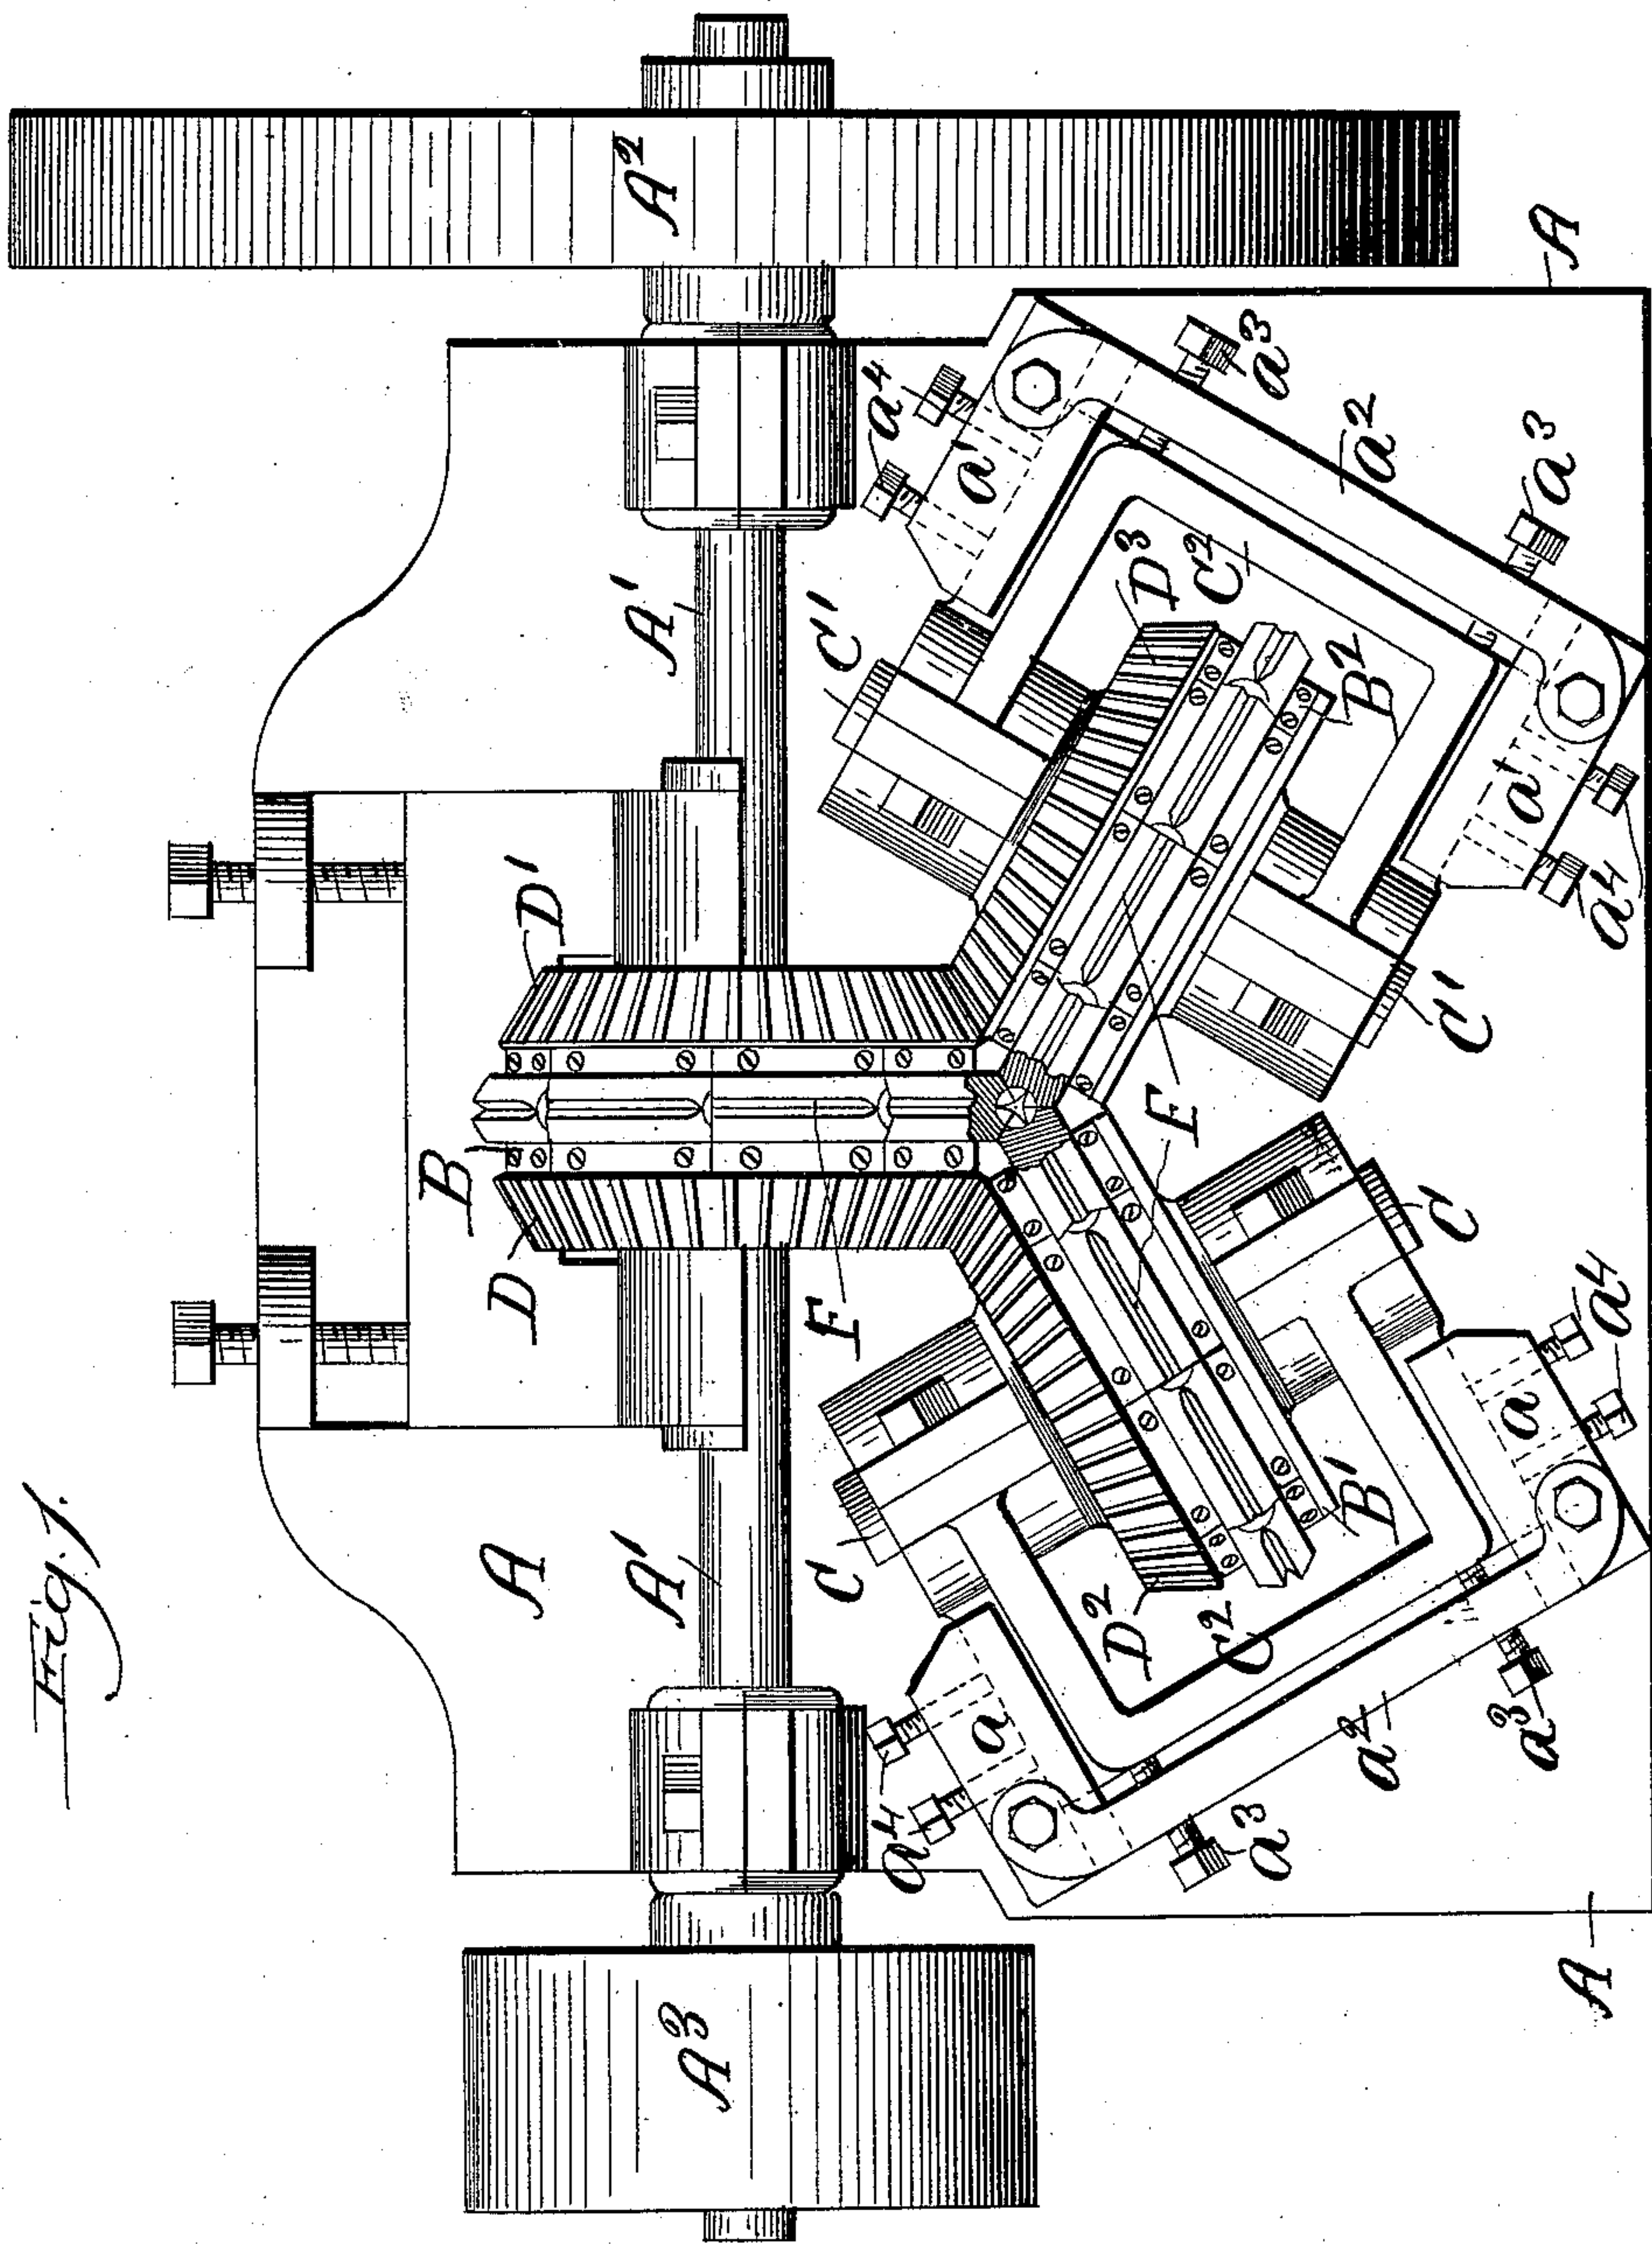 Fig. 1.
A²
A
A'
a⁴
a³
a'
a²
a³
C'
D³
C²
B²
a'
a⁴
C'
D'
B
D
E
E
C
A
A'
C
D²
C²
B'
a
a⁴
a
a⁴
a²
a³
a³
A³
A